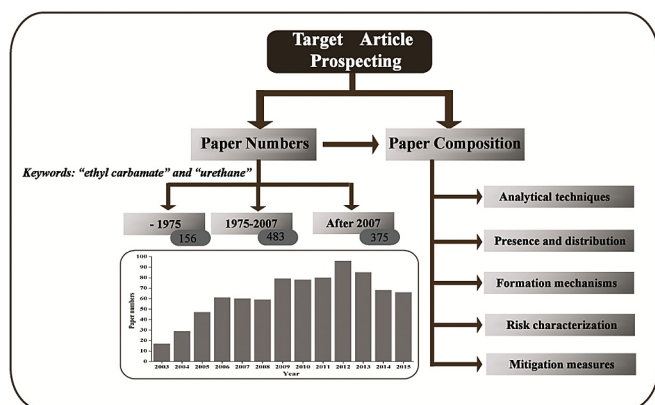 Target Article
Prospecting
Paper Numbers
Paper Composition
Keywords: “ethyl carbamate” and “urethane”
- 1975
156
1975-2007
483
After 2007
375
Analytical techniques
Presence and distribution
Formation mechanisms
Risk characterization
Mitigation measures
Paper numbers
100
90
80
70
60
50
40
30
20
10
0
2003 2004 2005 2006 2007 2008 2009 2010 2011 2012 2013 2014 2015
Year